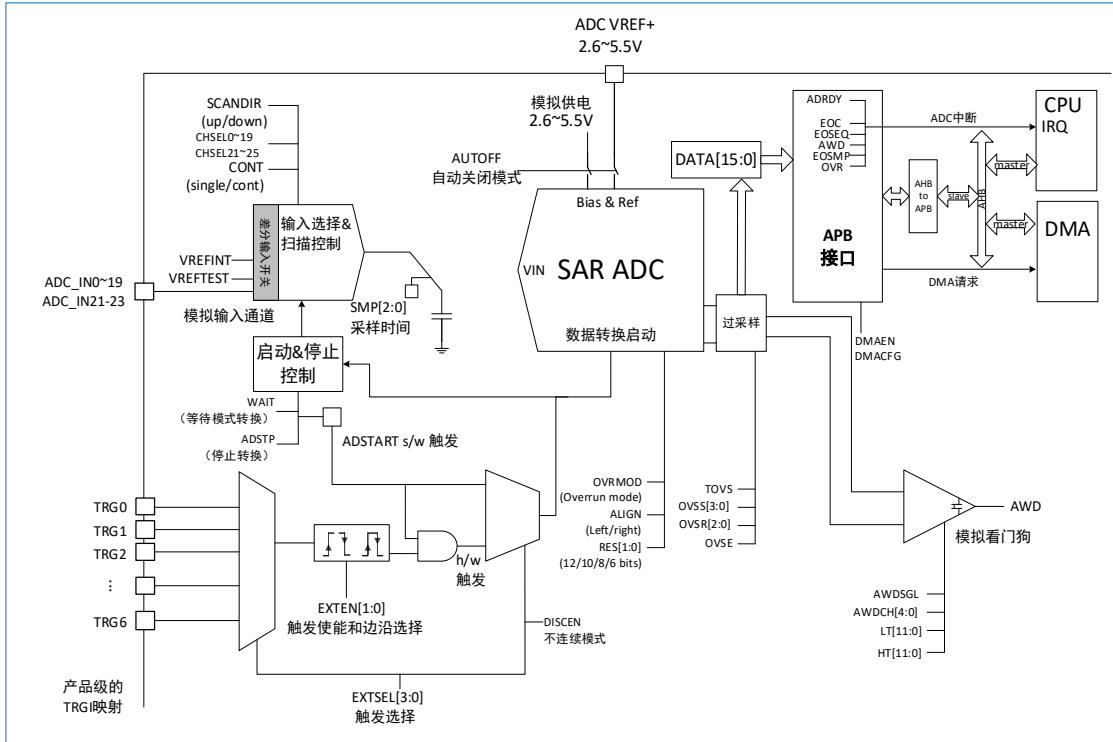 ADC VREF+
2.6~5.5V
SCANDIR
(up/down)
CHSEL0~19
CHSEL21~25
CONT
(single/cont)
模拟供电
2.6~5.5V
AUTOFF
自动关闭模式
Bias & Ref
DATA[15:0]
ADRDY
EOC
EOSEQ
AWD
EOSMP
OVR
APB
接口
ADC中断
CPU
IRQ
master
AHB
to
APB
slave
AHB
master
DMA
DMA请求
DMAEN
DMACFG
差分输入开关
输入选择&
扫描控制
VREFINT
VREFTEST
ADC_IN0~19
ADC_IN21-23
模拟输入通道
SMP[2:0]
采样时间
VIN
SAR ADC
数据转换启动
过采样
启动&停止
控制
WAIT
（等待模式转换）
ADSTP
(停止转换)
ADSTART s/w 触发
TRG0
TRG1
TRG2
...
TRG6
h/w
触发
EXTEN[1:0]
触发使能和边沿选择
DISCEN
不连续模式
EXTSEL[3:0]
触发选择
产品级的
TRGI映射
OVRMOD
(Overrun mode)
ALIGN
(Left/right)
RES[1:0]
(12/10/8/6 bits)
TOVS
OVSS[3:0]
OVSR[2:0]
OVSE
AWD
模拟看门狗
AWDSGL
AWDCH[4:0]
LT[11:0]
HT[11:0]